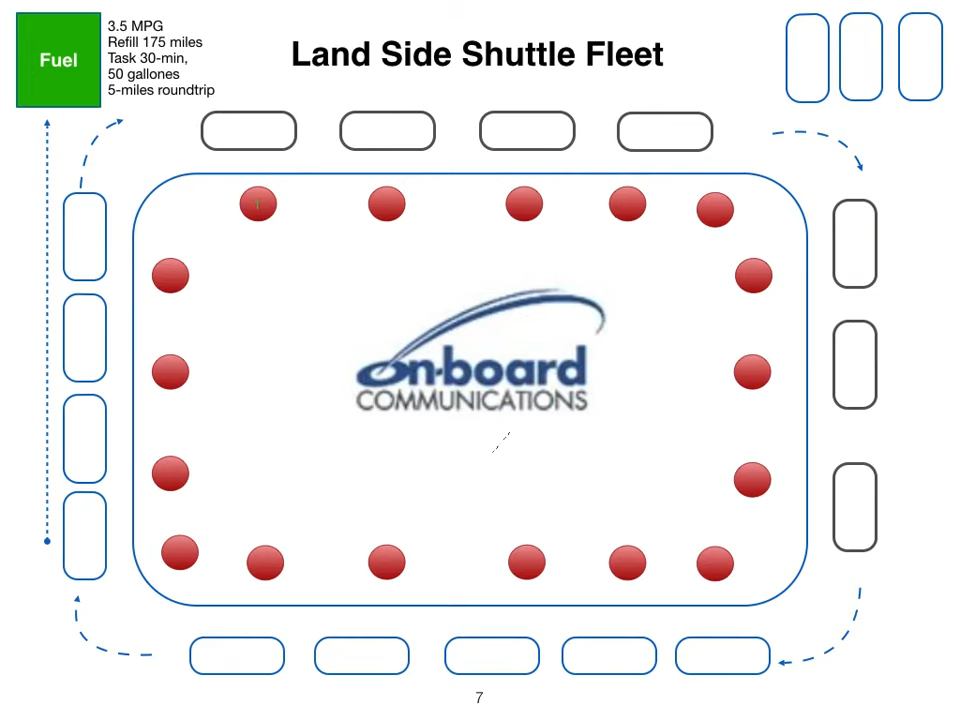 Fuel
3.5 MPG
Refill 175 miles
Task 30-min,
50 gallones
5-miles roundtrip
Land Side Shuttle Fleet
1
on-board
COMMUNICATIONS
7